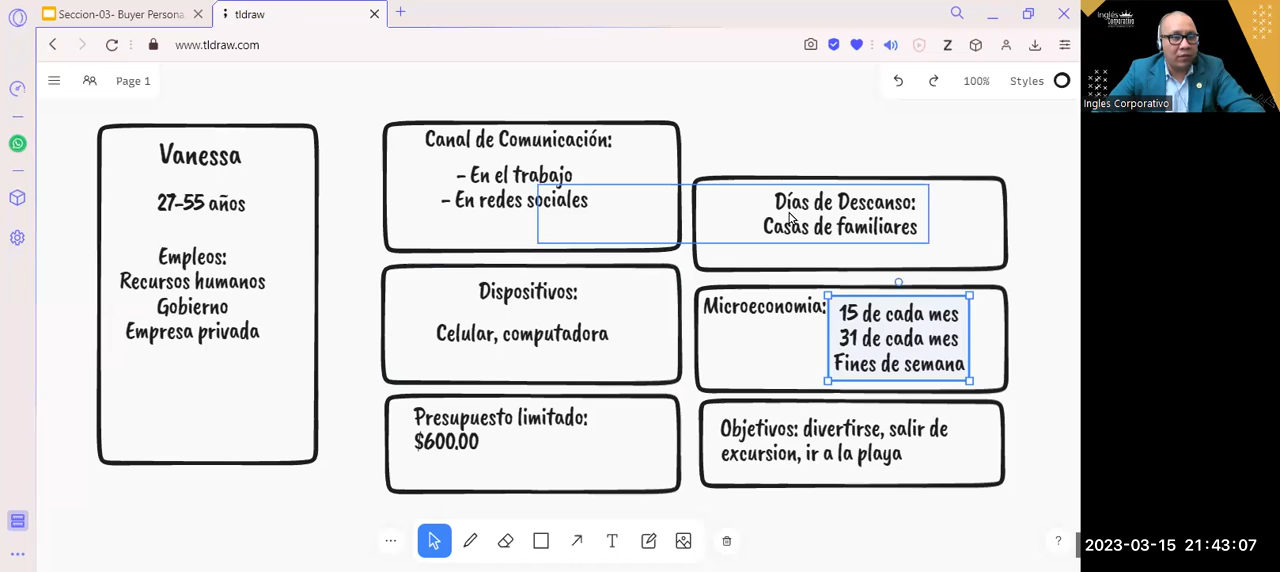 Seccion-03- Buyer Persona
tldraw
www.tldraw.com
Page 1
100%
Styles
Vanessa
27-55 años
Empleos:
Recursos humanos
Gobierno
Empresa privada
Canal de Comunicación:
- En el trabajo
- En redes sociales
Dispositivos:
Celular, computadora
Presupuesto limitado:
$600.00
Días de Descanso:
Casas de familiares
Microeconomia:
15 de cada mes
31 de cada mes
Fines de semana
Objetivos: divertirse, salir de
excursion, ir a la playa
Inglés
Corporativo
Ingles Corporativo
2023-03-15 21:43:07